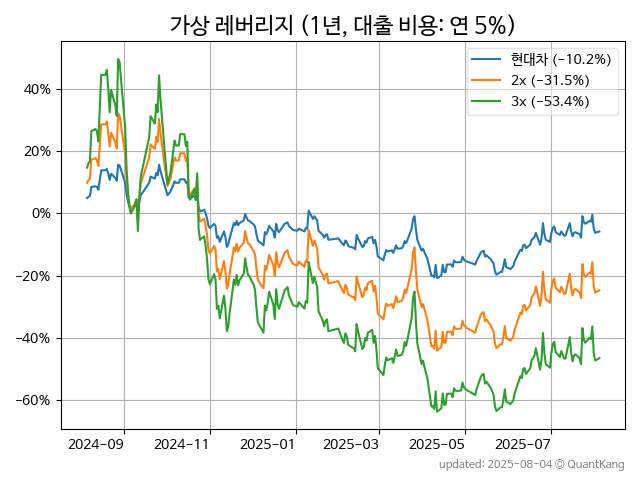 가상 레버리지 (1년, 대출 비용: 연 5%)
현대차 (−10.2%)
2x (−31.5%)
3x (−53.4%)
40%
20%
0%
−20%
−40%
−60%
2024-09
2024-11
2025-01
2025-03
2025-05
2025-07
updated: 2025-08-04 © QuantKang